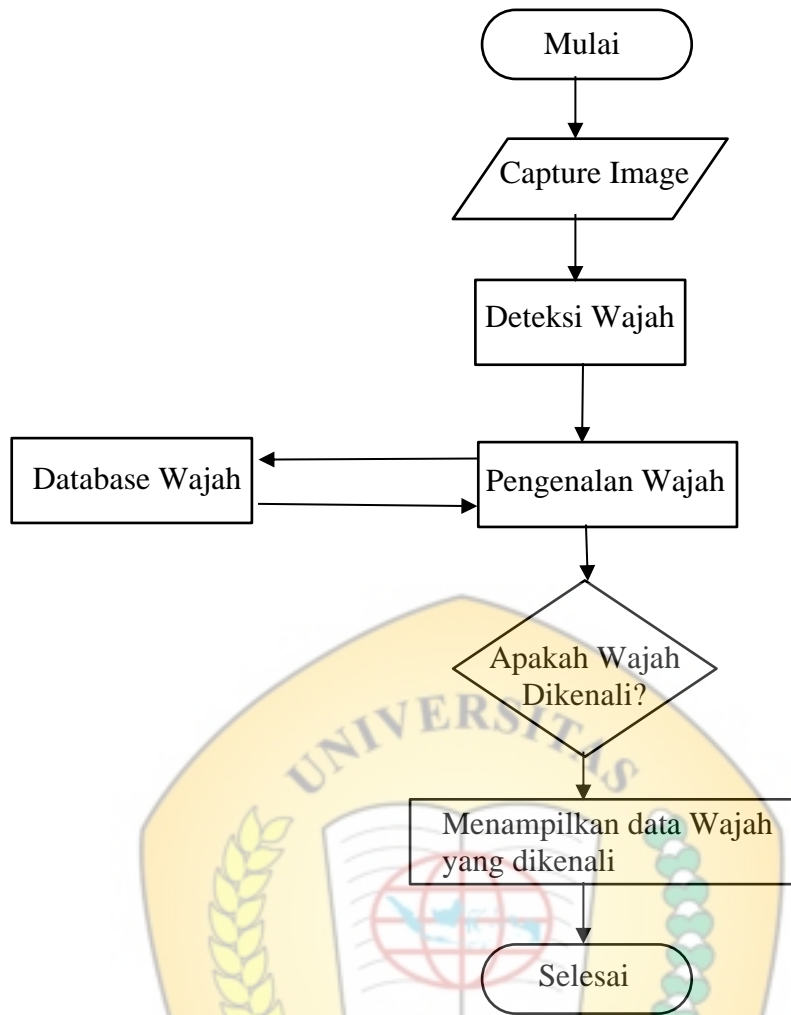 Mulai
Capture Image
Deteksi Wajah
Database Wajah
Pengenalan Wajah
Apakah Wajah
Dikenali?
UNIVERSITAS
Menampilkan data Wajah
yang dikenali
Selesai